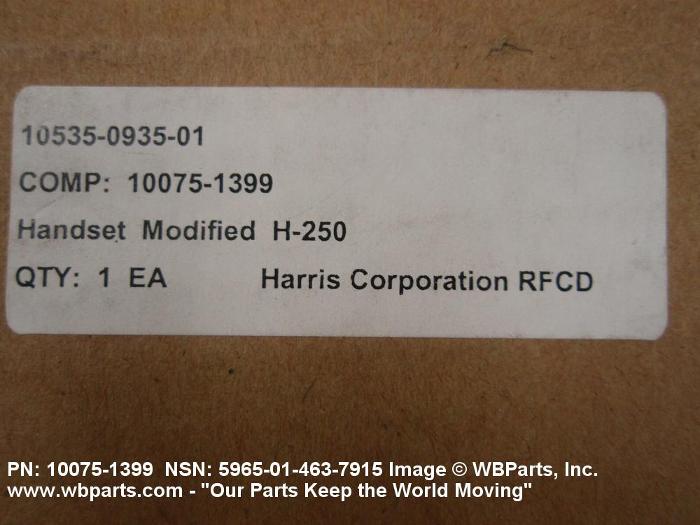 10535-0935-01
COMP: 10075-1399
Handset Modified H-250
QTY: 1 EA Harris Corporation RFCD
PN: 10075-1399 NSN: 5965-01-463-7915 Image © WBParts, Inc.
www.wbparts.com - "Our Parts Keep the World Moving"